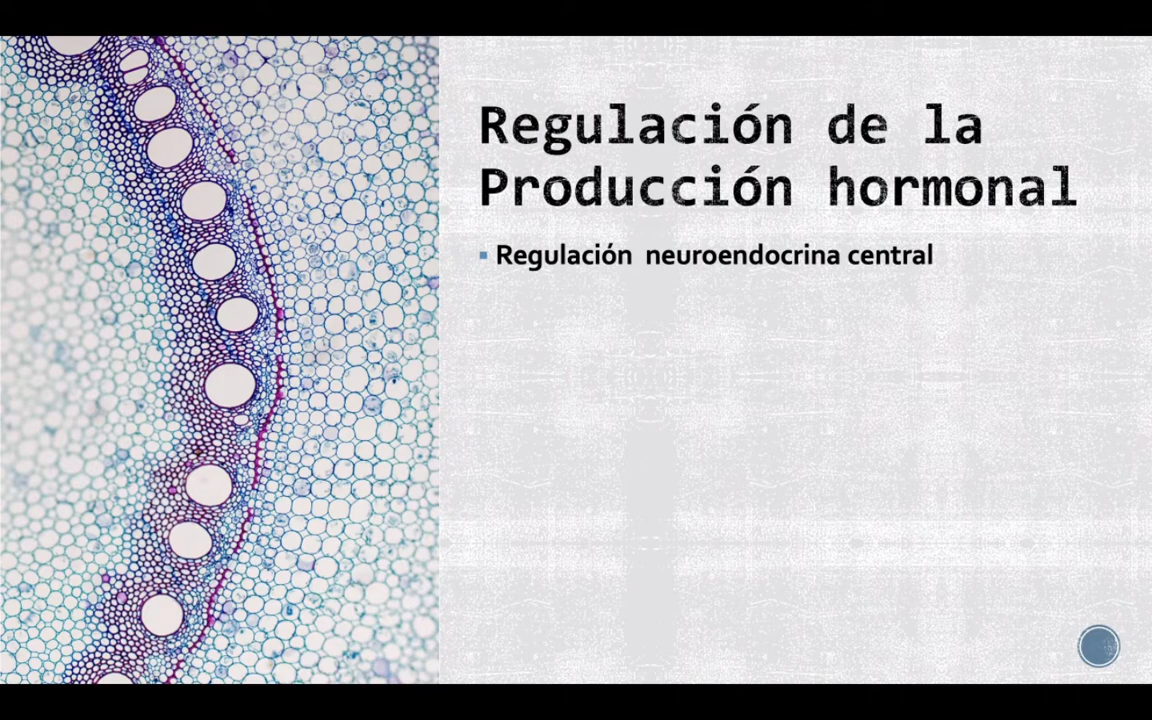 Regulación de la
Producción hormonal
Regulación neuroendocrina central